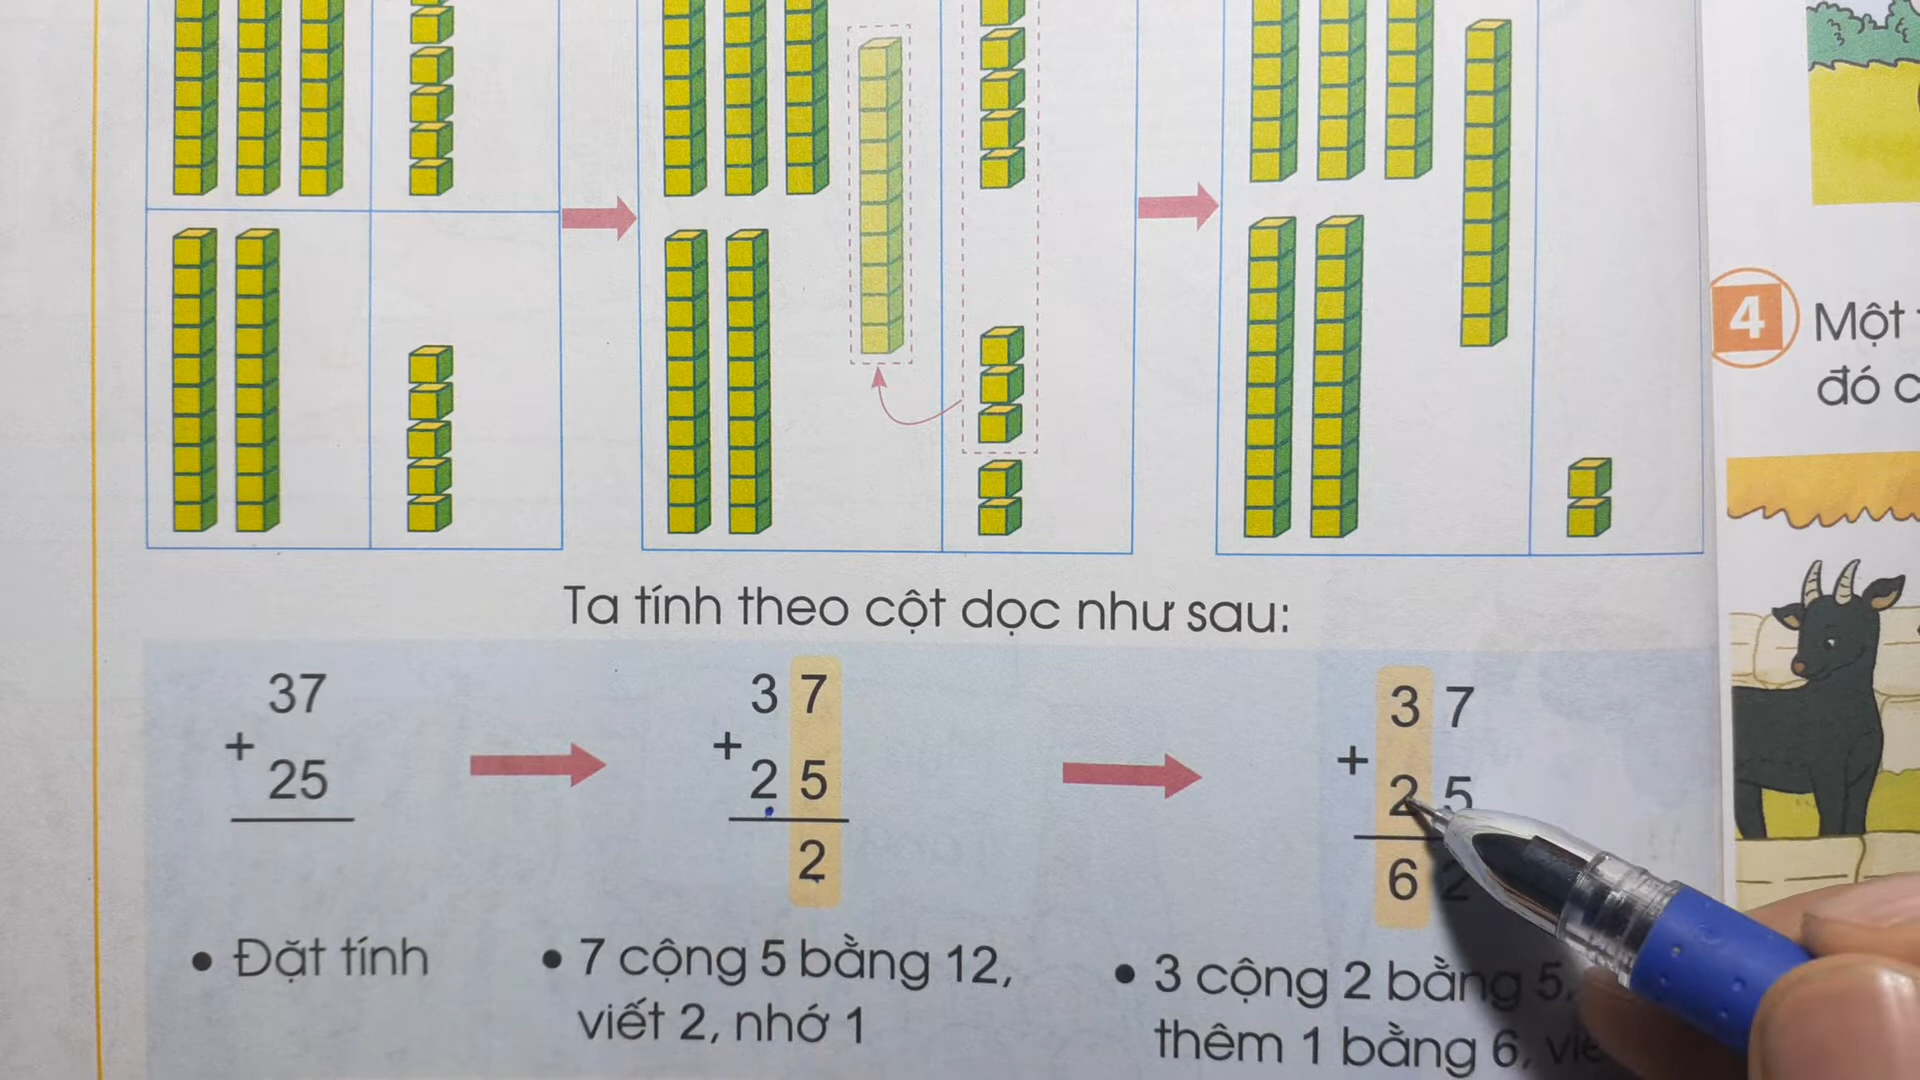 4 Một
đó c
Ta tính theo cột dọc như sau:
37
+
25
3 7
+
2 5
2
3 7
+
2 5
6 2
• Đặt tính
• 7 cộng 5 bằng 12,
viết 2, nhớ 1
• 3 cộng 2 bằng 5,
thêm 1 bằng 6,